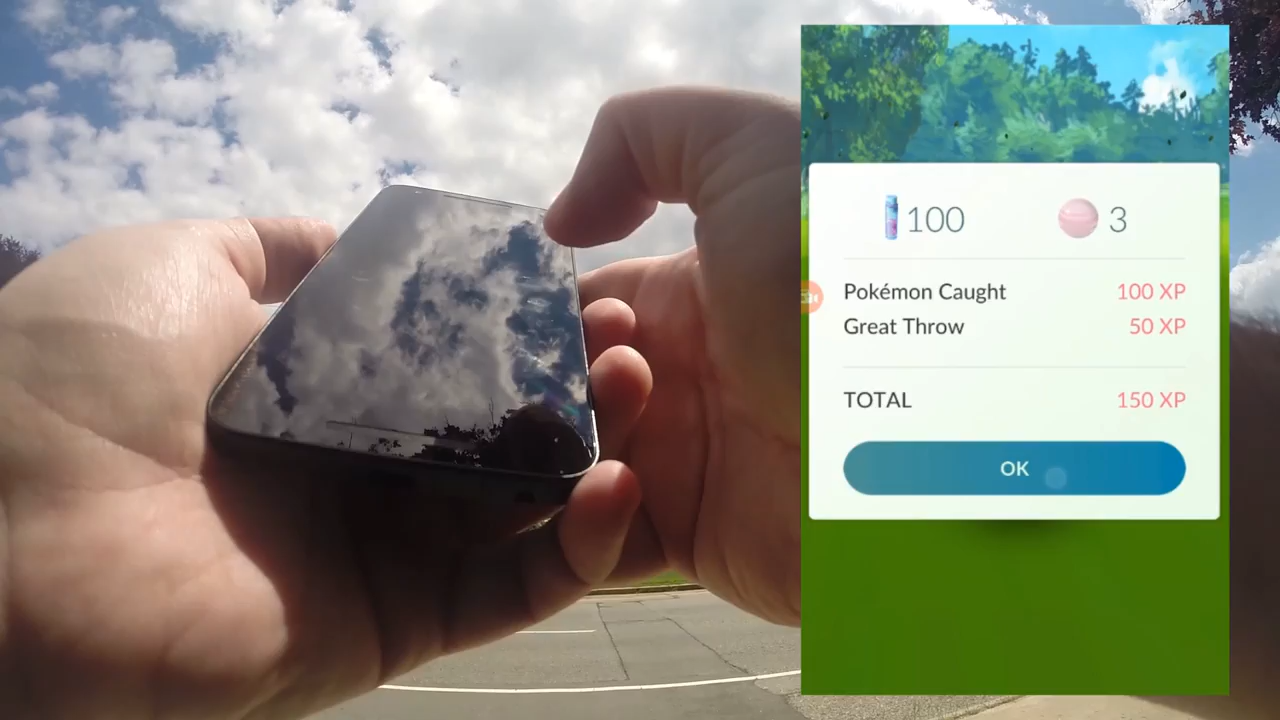 100 3
Pokémon Caught 100 XP
Great Throw 50 XP
TOTAL 150 XP
OK